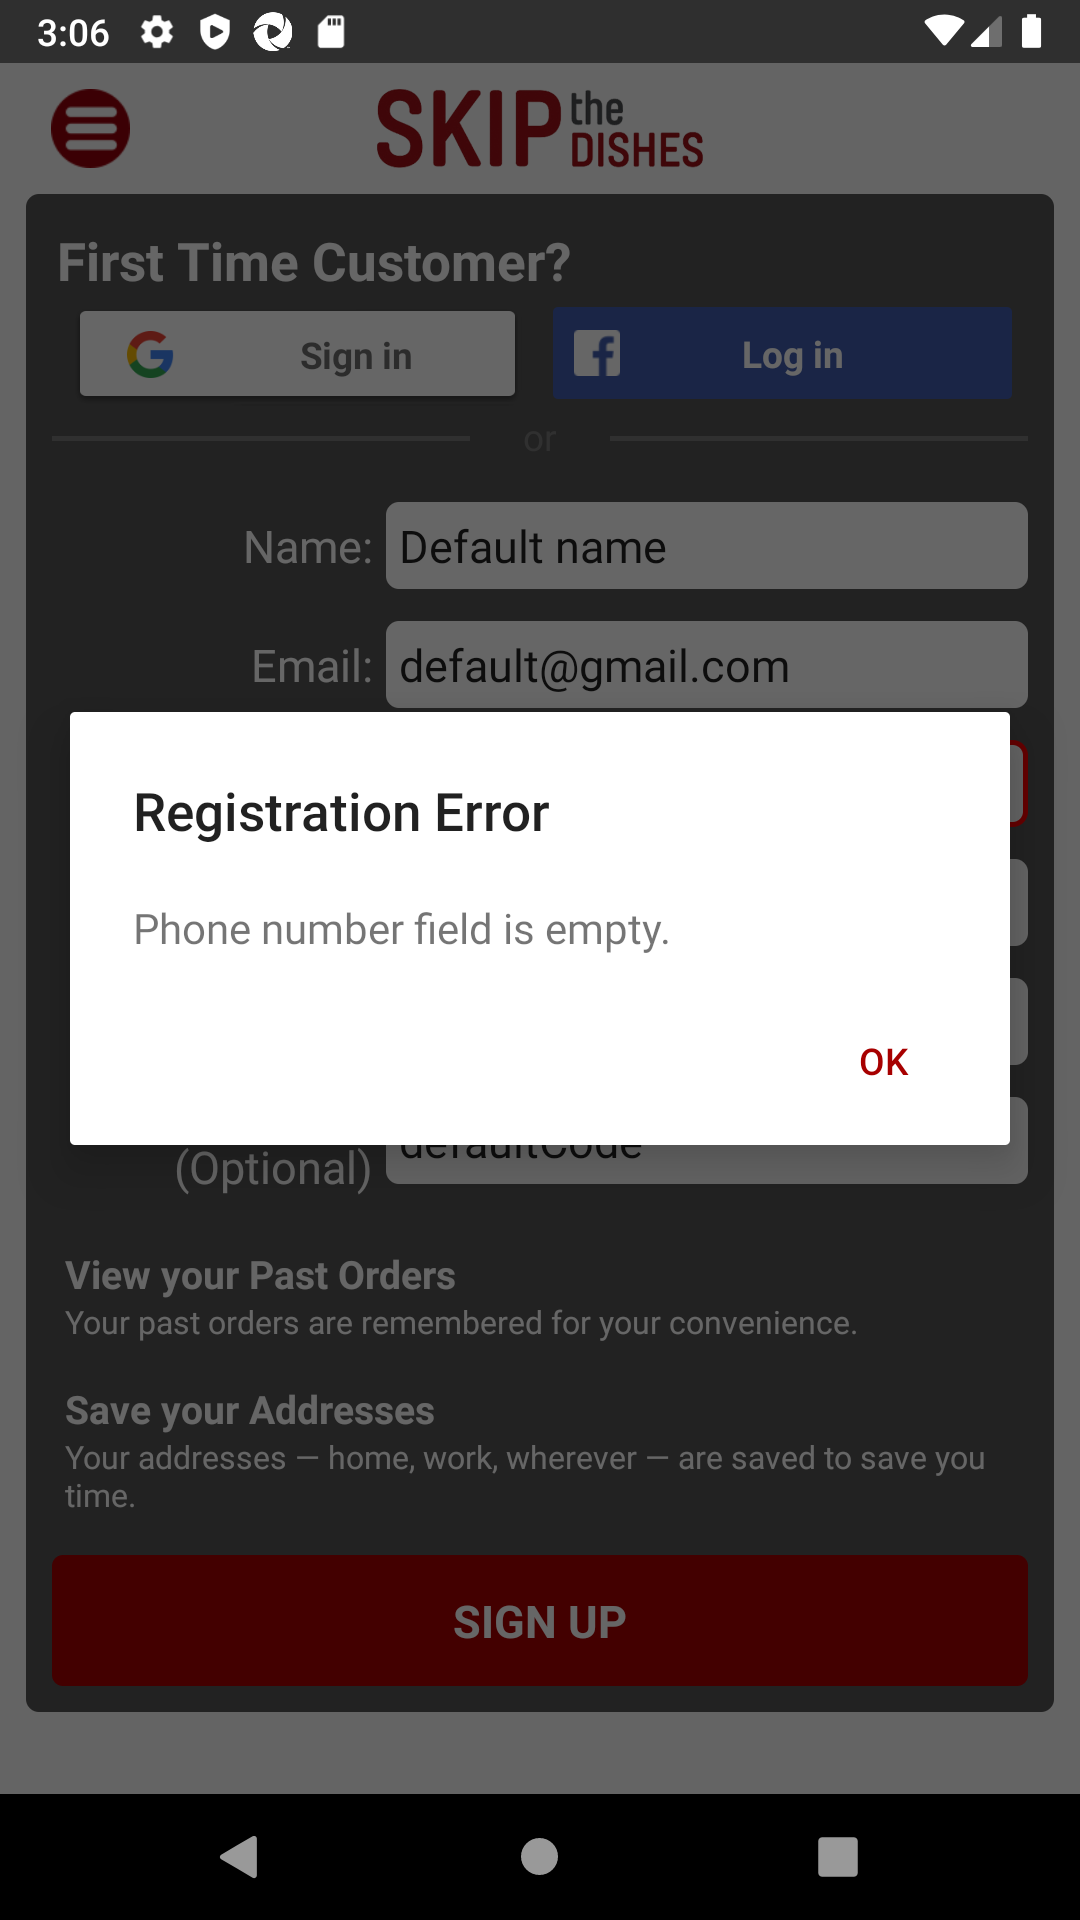 3:06
SKIP the DISHES
First Time Customer?
Sign in
Log in
or
Name: Default name
Email: default@gmail.com
Registration Error
Phone number field is empty.
OK
(Optional) defaultCode
View your Past Orders
Your past orders are remembered for your convenience.
Save your Addresses
Your addresses — home, work, wherever — are saved to save you
time.
SIGN UP